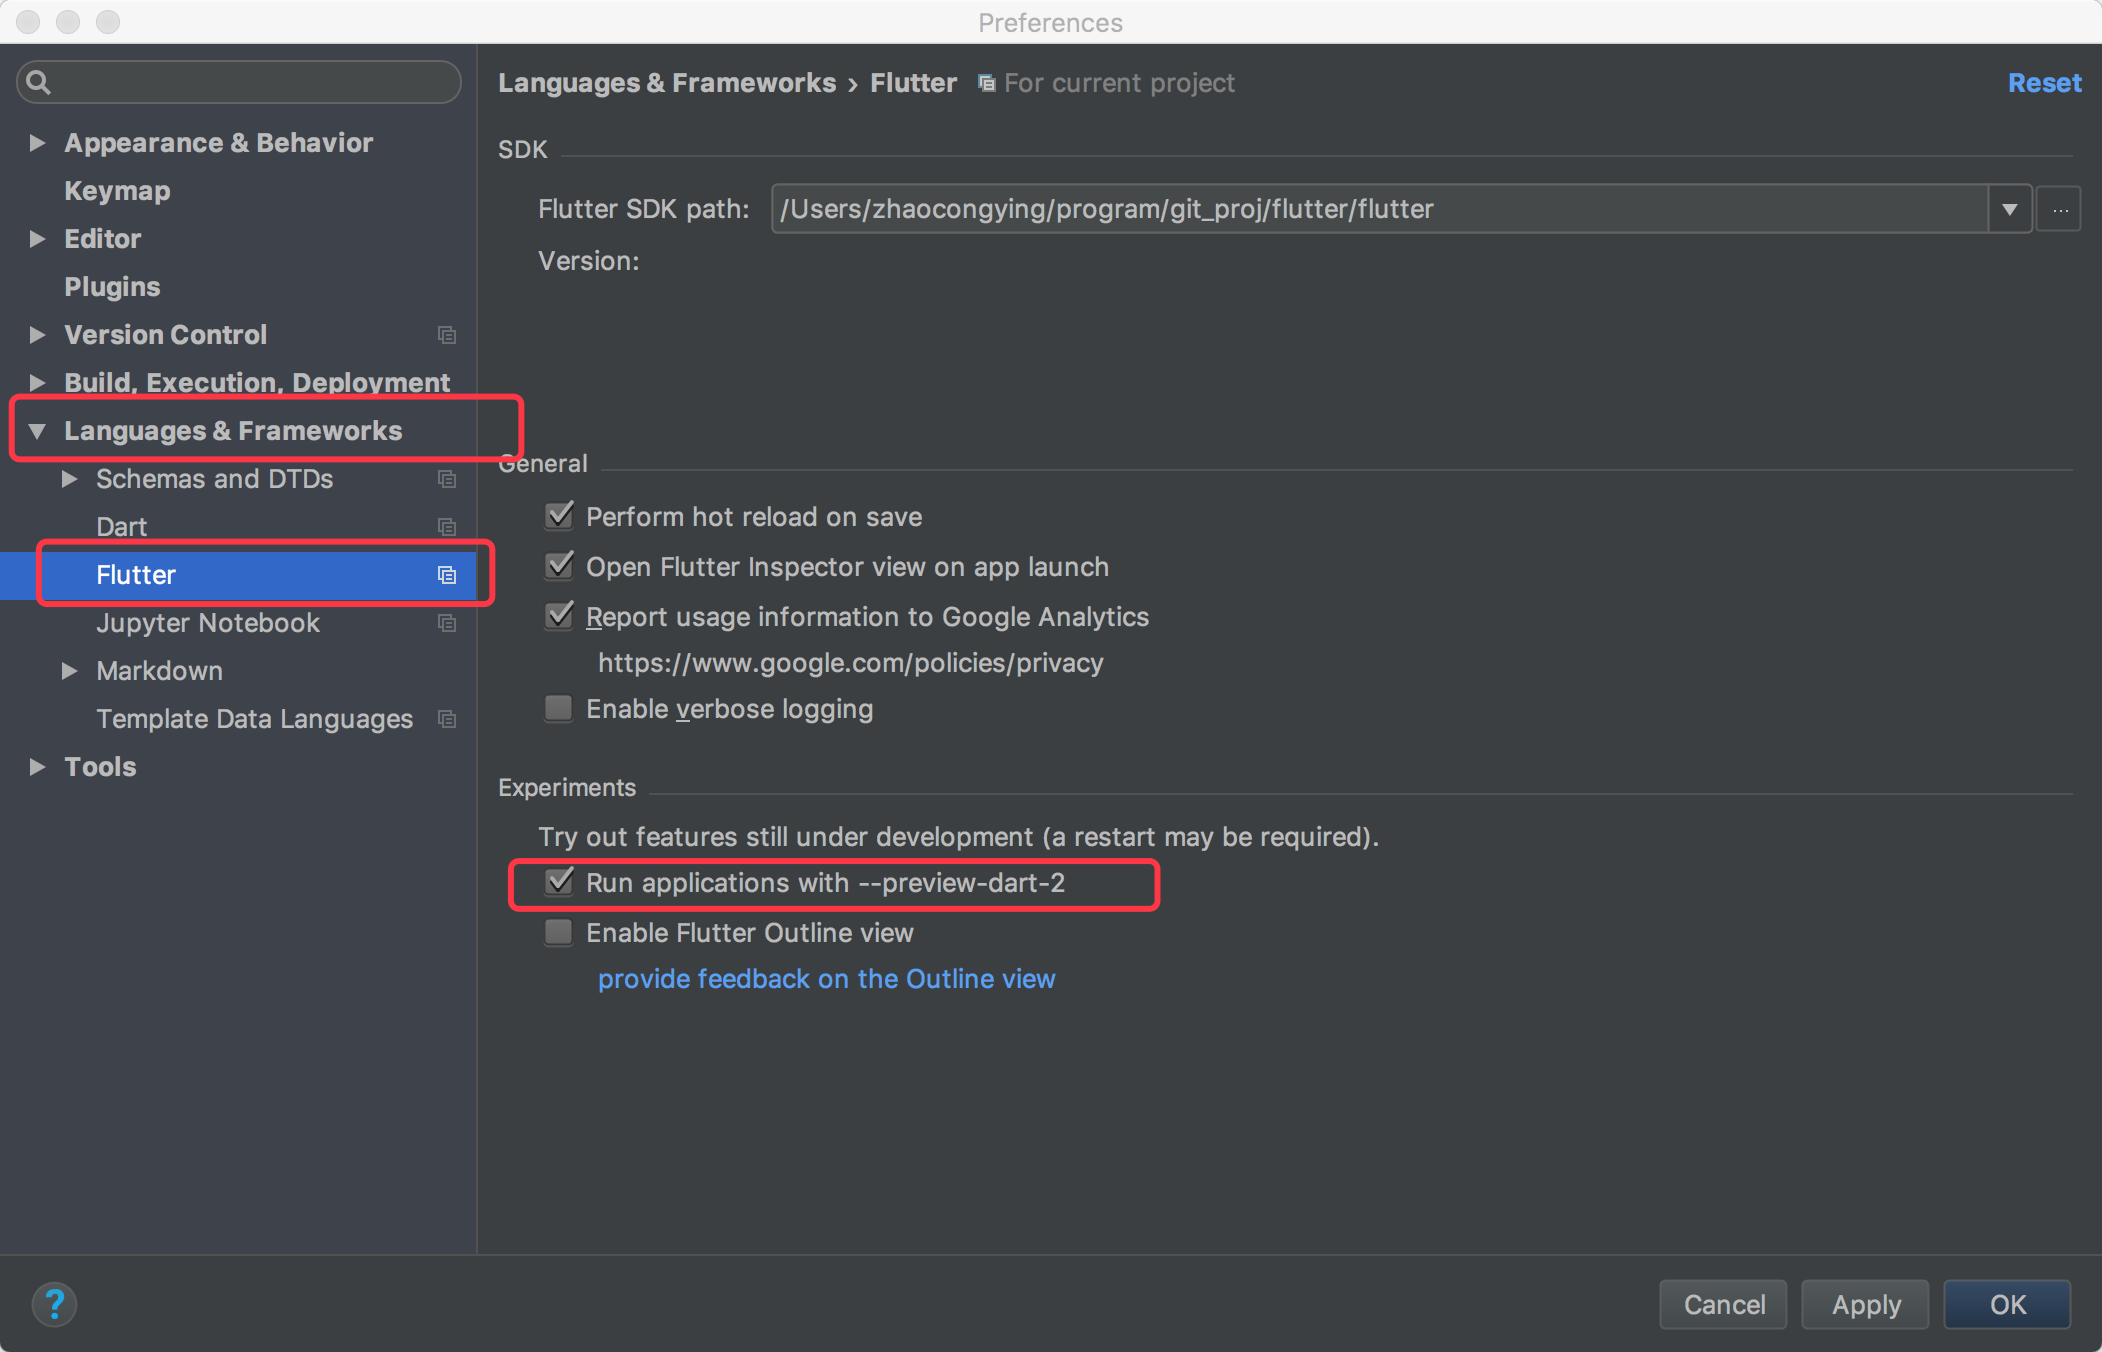 Preferences
Languages & Frameworks › Flutter For current project Reset
Appearance & Behavior
Keymap
Editor
Plugins
Version Control
Build, Execution, Deployment
Languages & Frameworks
Schemas and DTDs
Dart
Flutter
Jupyter Notebook
Markdown
Template Data Languages
Tools
SDK
Flutter SDK path: /Users/zhaocongying/program/git_proj/flutter/flutter ...
Version:
General
Perform hot reload on save
Open Flutter Inspector view on app launch
Report usage information to Google Analytics
https://www.google.com/policies/privacy
Enable verbose logging
Experiments
Try out features still under development (a restart may be required).
Run applications with --preview-dart-2
Enable Flutter Outline view
provide feedback on the Outline view
? Cancel Apply OK